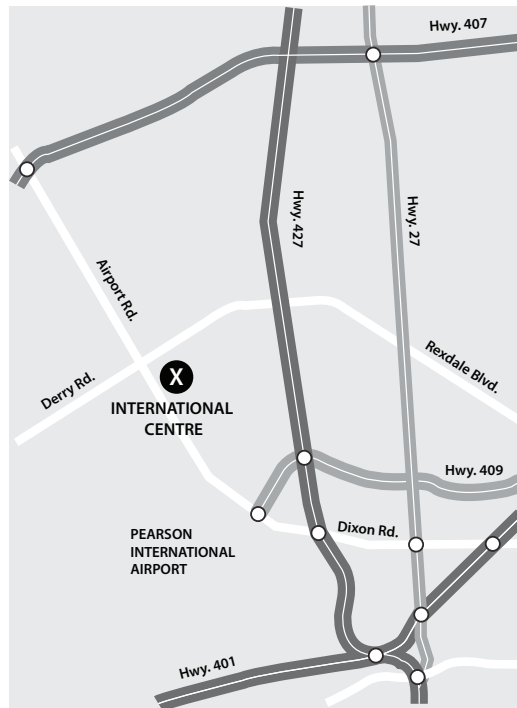 Hwy. 407
Hwy. 427
Hwy. 27
Airport Rd.
Derry Rd.
Rexdale Blvd.
X
INTERNATIONAL
CENTRE
Hwy. 409
Dixon Rd.
PEARSON
INTERNATIONAL
AIRPORT
Hwy. 401